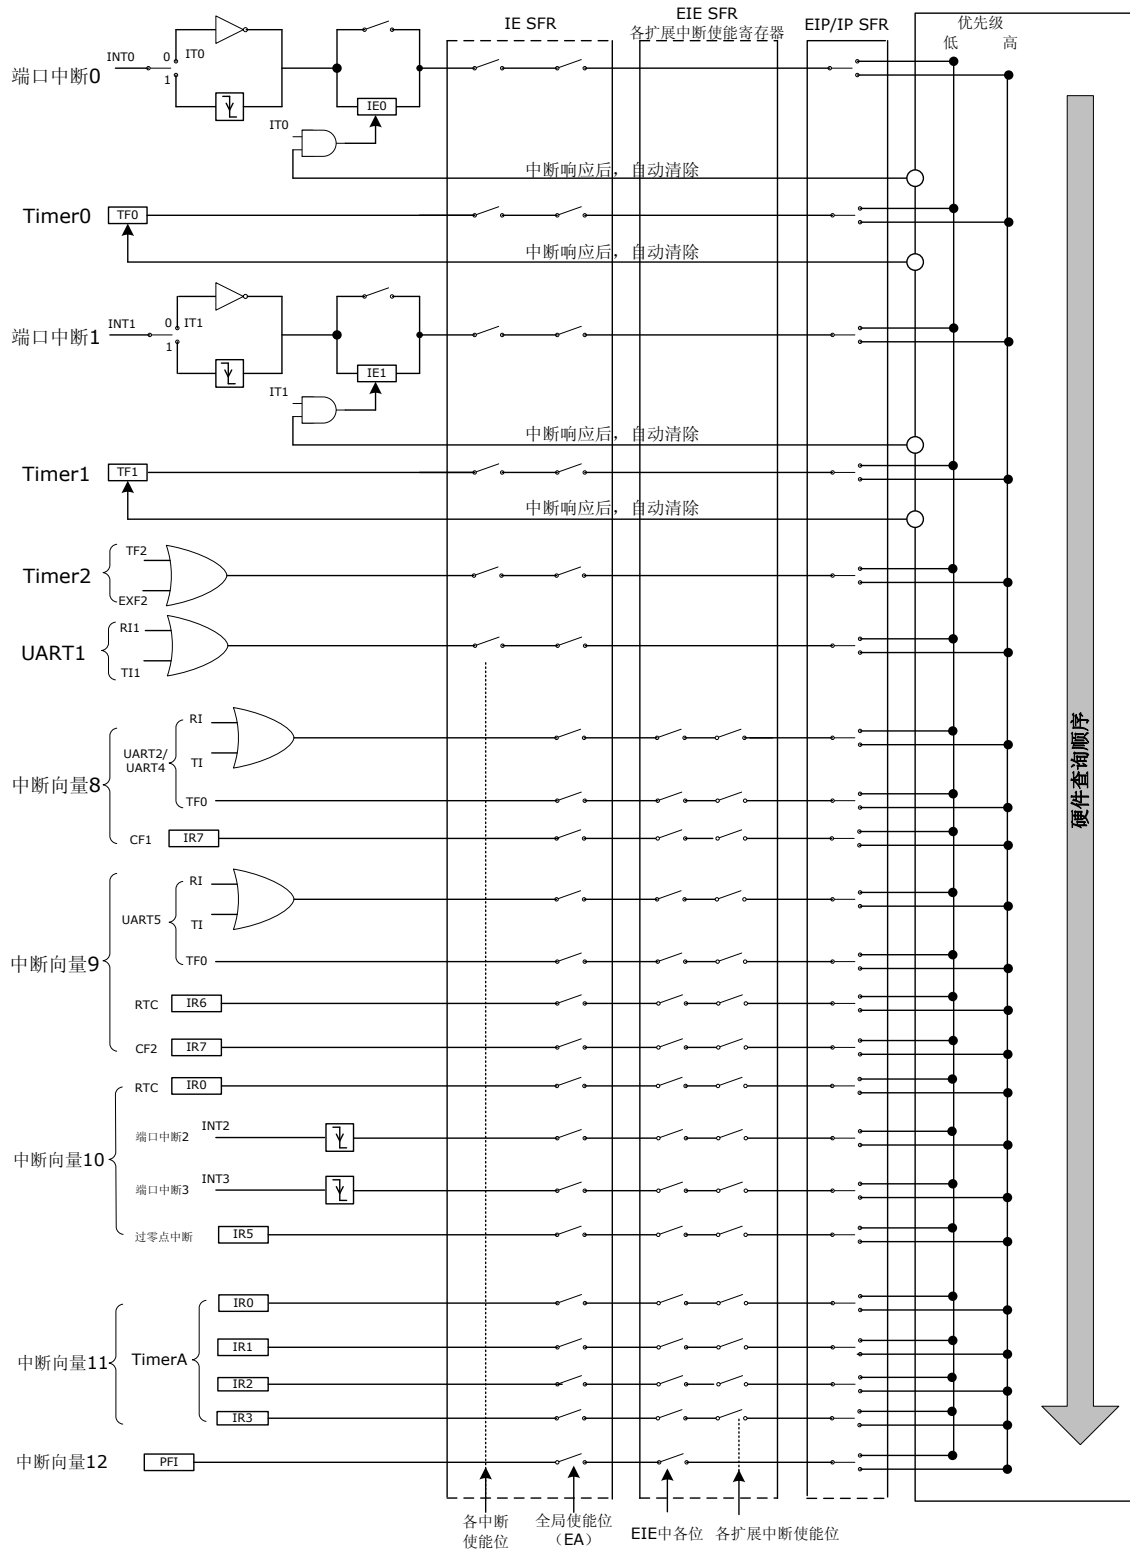 IE SFR
EIE SFR
各扩展中断使能寄存器
EIP/IP SFR
优先级
低
高
端口中断0
INT0
0
IT0
1
IE0
IT0
中断响应后，自动清除
Timer0
TF0
中断响应后，自动清除
端口中断1
INT1
0
IT1
1
IE1
IT1
中断响应后，自动清除
Timer1
TF1
中断响应后，自动清除
Timer2
TF2
EXF2
UART1
RI1
TI1
中断向量8
UART2/
UART4
RI
TI
TF0
CF1
IR7
中断向量9
UART5
RI
TI
TF0
RTC
IR6
CF2
IR7
中断向量10
RTC
IR0
端口中断2
INT2
端口中断3
INT3
过零点中断
IR5
中断向量11
TimerA
IR0
IR1
IR2
IR3
中断向量12
PFI
硬件查询顺序
各中断
使能位
全局使能位
（EA）
EIE中各位
各扩展中断使能位